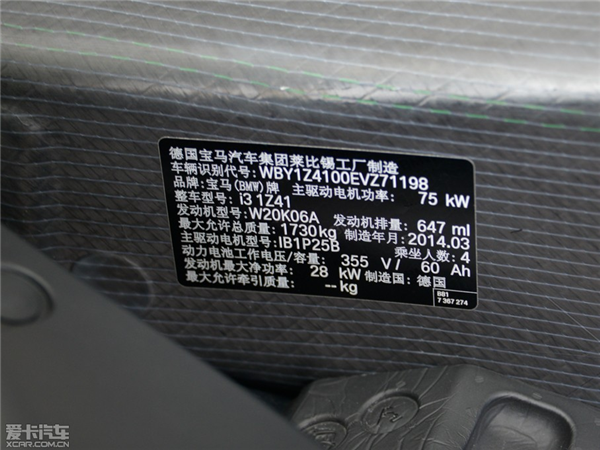 德国宝马汽车集团莱比锡工厂制造
车辆识别代号: WBY1Z4100EVZ71198
品牌: 宝马(BMW)牌 主驱动电机功率: 75 kW
整车型号: i3 1Z41
发动机型号: W20K06A 发动机排量: 647 ml
最大允许总质量: 1730kg 制造年月: 2014.03
主驱动电机型号: IB1P25B 乘坐人数: 4
动力电池工作电压/容量: 355 V/ 60 Ah
发动机最大净功率: 28 kW 制造国: 德国
最大允许牵引质量: -- kg
BB1
7 367 274
爱卡汽车
XCAR.COM.CN